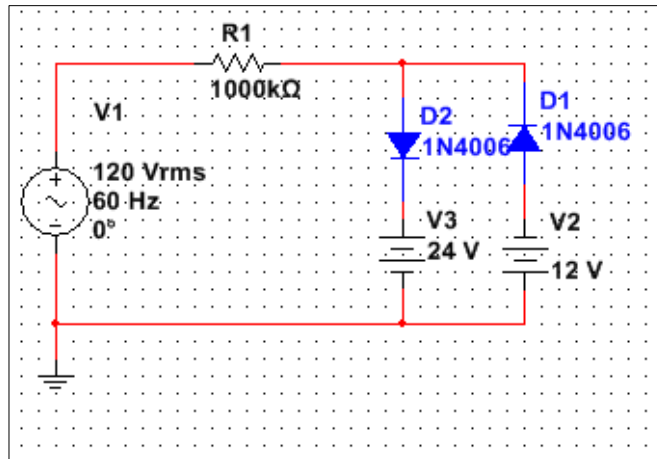 R1
1000kΩ
V1
120 Vrms
60 Hz
0°
D2
1N4006
D1
1N4006
V3
24 V
V2
12 V